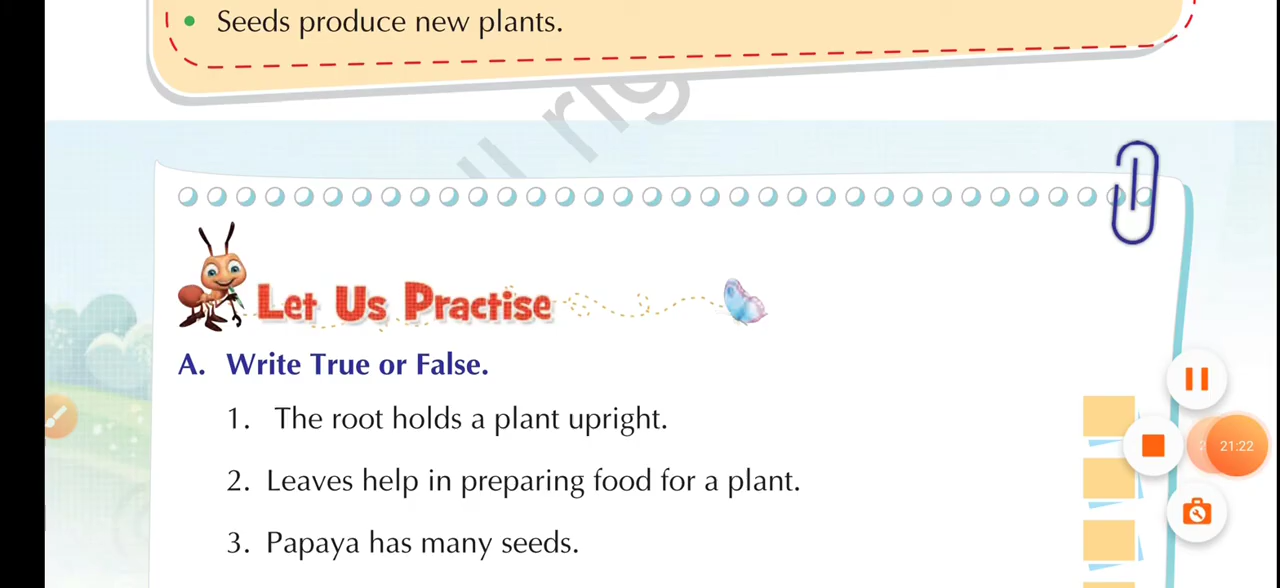 • Seeds produce new plants.
Let Us Practise
A. Write True or False.
1. The root holds a plant upright.
2. Leaves help in preparing food for a plant.
21:22
3. Papaya has many seeds.